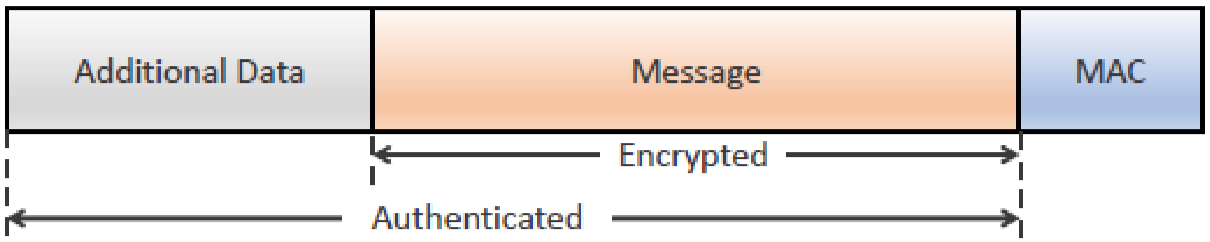 Additional Data Message MAC
Encrypted
Authenticated